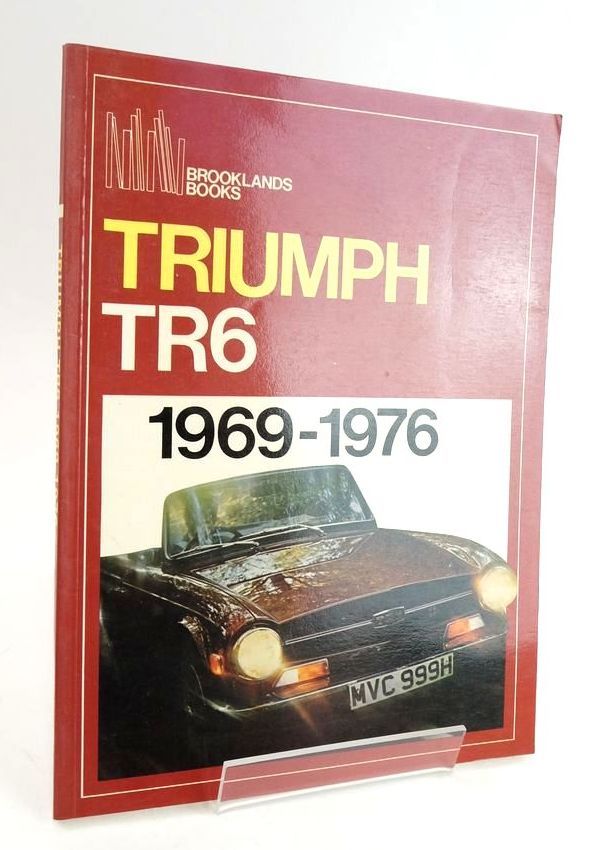 BROOKLANDS
BOOKS
TRIUMPH
TR6
1969-1976
MVC 999H